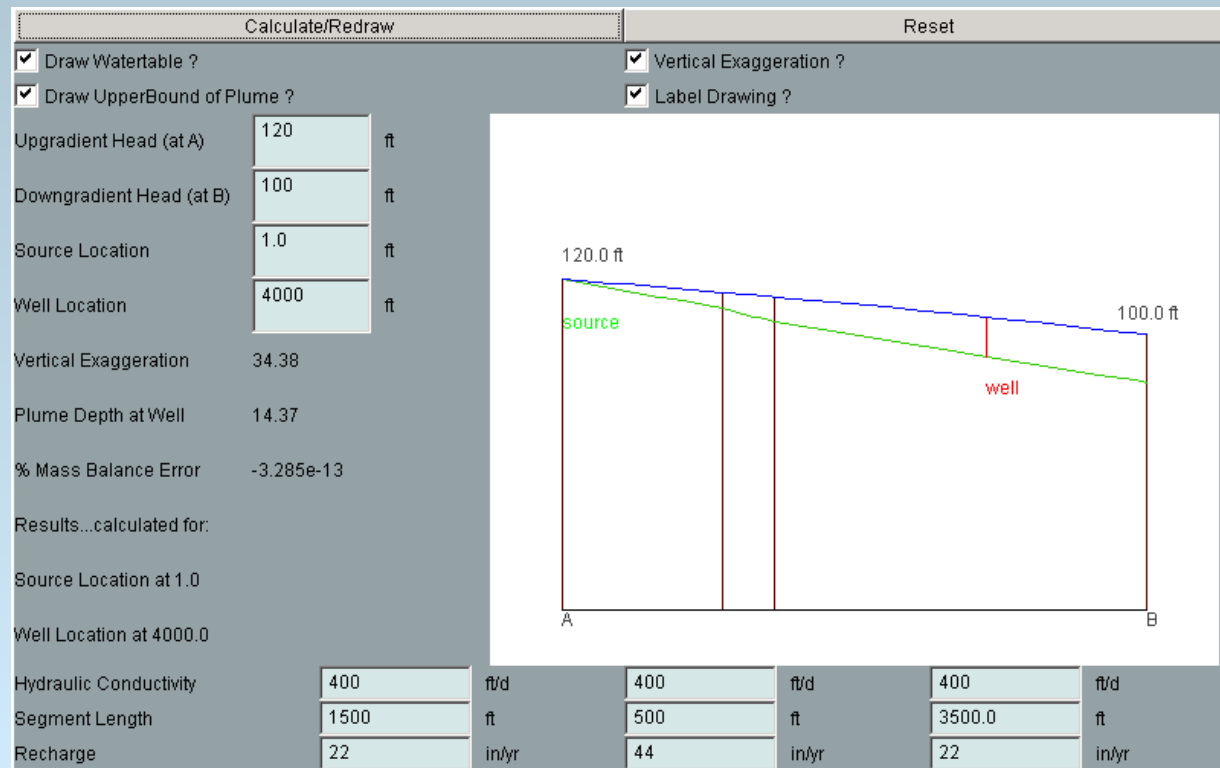 Calculate/Redraw Reset
Draw Watertable ? Vertical Exaggeration ?
Draw UpperBound of Plume ? Label Drawing ?
Upgradient Head (at A) 120 ft
Downgradient Head (at B) 100 ft
Source Location 1.0 ft
Well Location 4000 ft
Vertical Exaggeration 34.38
Plume Depth at Well 14.37
% Mass Balance Error -3.285e-13
Results...calculated for:
Source Location at 1.0
Well Location at 4000.0
120.0 ft
100.0 ft
source
well
A B
Hydraulic Conductivity 400 ft/d 400 ft/d 400 ft/d
Segment Length 1500 ft 500 ft 3500.0 ft
Recharge 22 in/yr 44 in/yr 22 in/yr